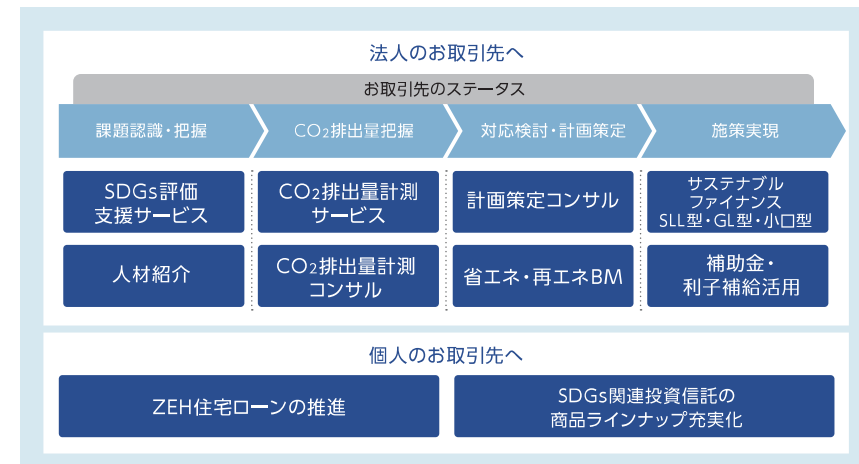 法人のお取引先へ
お取引先のステータス
課題認識・把握
CO₂排出量把握
対応検討・計画策定
施策実現
SDGs評価
支援サービス
CO₂排出量計測
サービス
計画策定コンサル
サステナブル
ファイナンス
SLL型・GL型・小口型
人材紹介
CO₂排出量計測
コンサル
省エネ・再エネBM
補助金・
利子補給活用
個人のお取引先へ
ZEH住宅ローンの推進
SDGs関連投資信託の
商品ラインナップ充実化